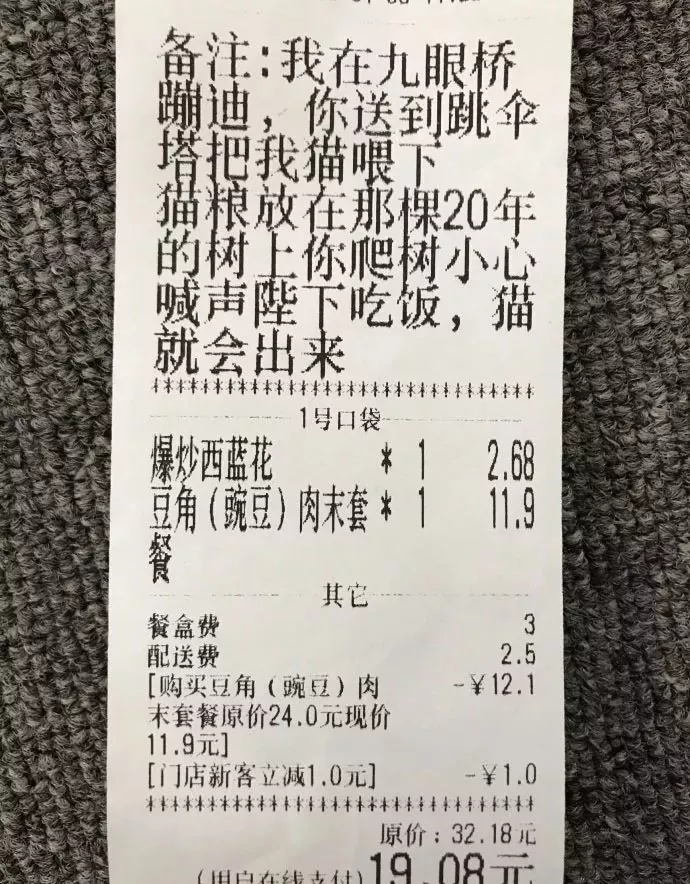 备注:我在九眼桥
蹦迪，你送到跳伞
塔把我猫喂下
猫粮放在那棵20年
的树上你爬树小心
喊声陛下吃饭，猫
就会出来
********************************
1号口袋
爆炒西蓝花 * 1 2.68
豆角(豌豆)肉末套 * 1 11.9
餐
其它
餐盒费 3
配送费 2.5
[购买豆角(豌豆)肉 -￥12.1
末套餐原价24.0元现价
11.9元]
[门店新客立减1.0元] -￥1.0
********************************
原价:32.18元
(用户在线支付)19.08元